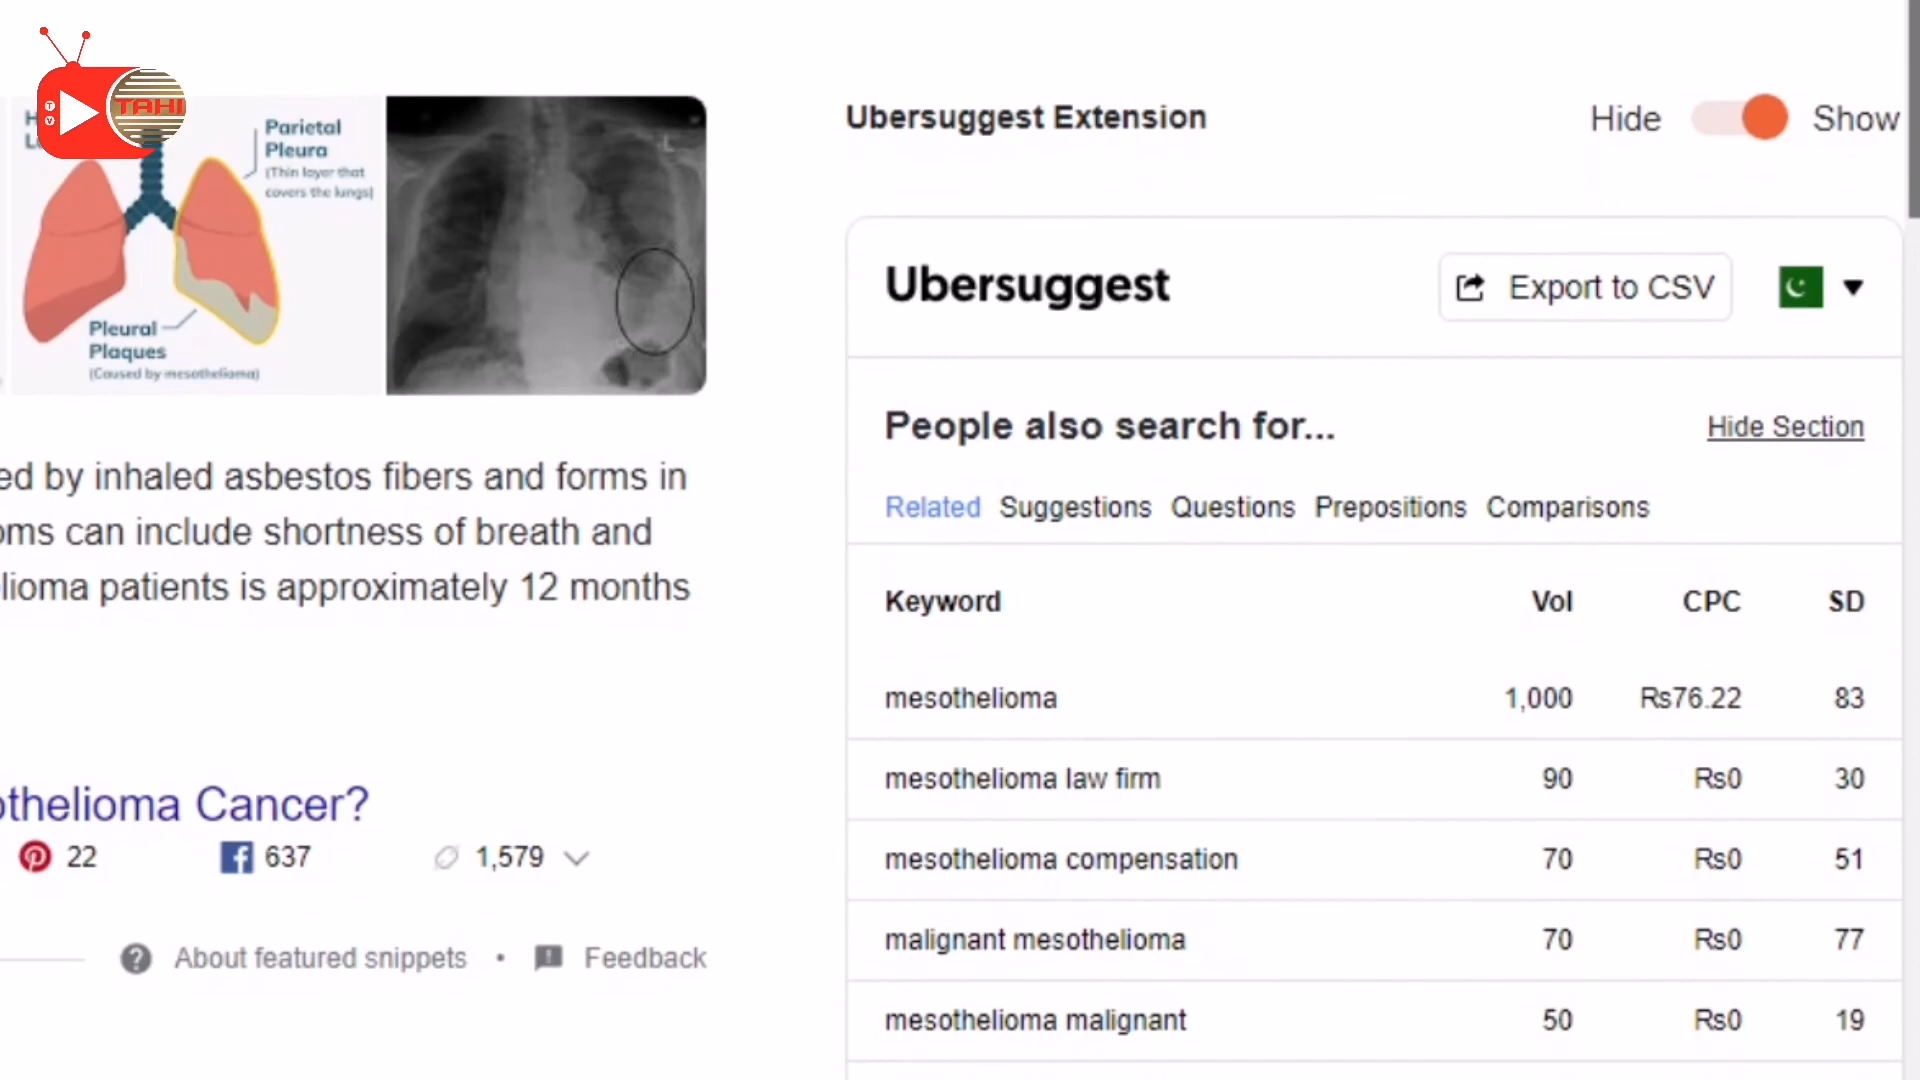 TV
TAHI
Parietal
Pleura
(Thin layer that
covers the lungs)
Pleural
Plaques
(Caused by mesothelioma)
L
ed by inhaled asbestos fibers and forms in
oms can include shortness of breath and
lioma patients is approximately 12 months
othelioma Cancer?
22
637
1,579
About featured snippets • Feedback
Ubersuggest Extension
Hide Show
Ubersuggest
Export to CSV
People also search for...
Hide Section
Related Suggestions Questions Prepositions Comparisons
Keyword Vol CPC SD
mesothelioma 1,000 Rs76.22 83
mesothelioma law firm 90 Rs0 30
mesothelioma compensation 70 Rs0 51
malignant mesothelioma 70 Rs0 77
mesothelioma malignant 50 Rs0 19